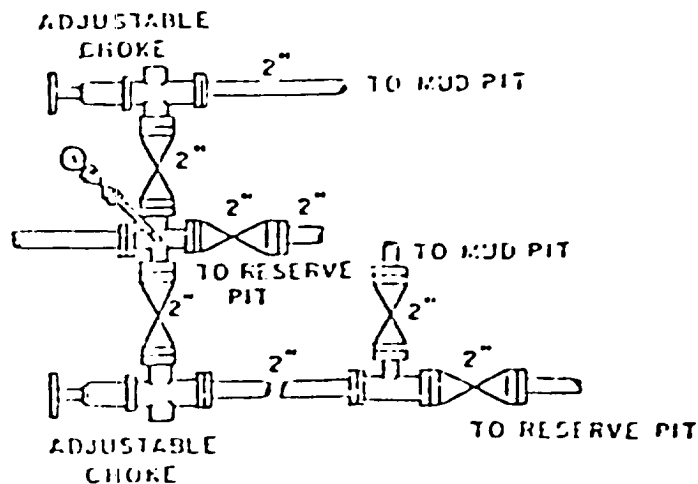 ADJUSTABLE
CHOKE
2"
TO MUD PIT
2"
2"
2"
TO RESERVE
PIT
TO MUD PIT
2"
2"
2"
2"
TO RESERVE PIT
ADJUSTABLE
CHOKE